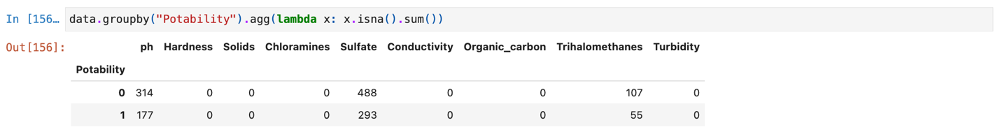 In [156… data.groupby("Potability").agg(lambda x: x.isna().sum())
Out[156]: ph Hardness Solids Chloramines Sulfate Conductivity Organic_carbon Trihalomethanes Turbidity
Potability
0 314 0 0 0 488 0 0 107 0
1 177 0 0 0 293 0 0 55 0